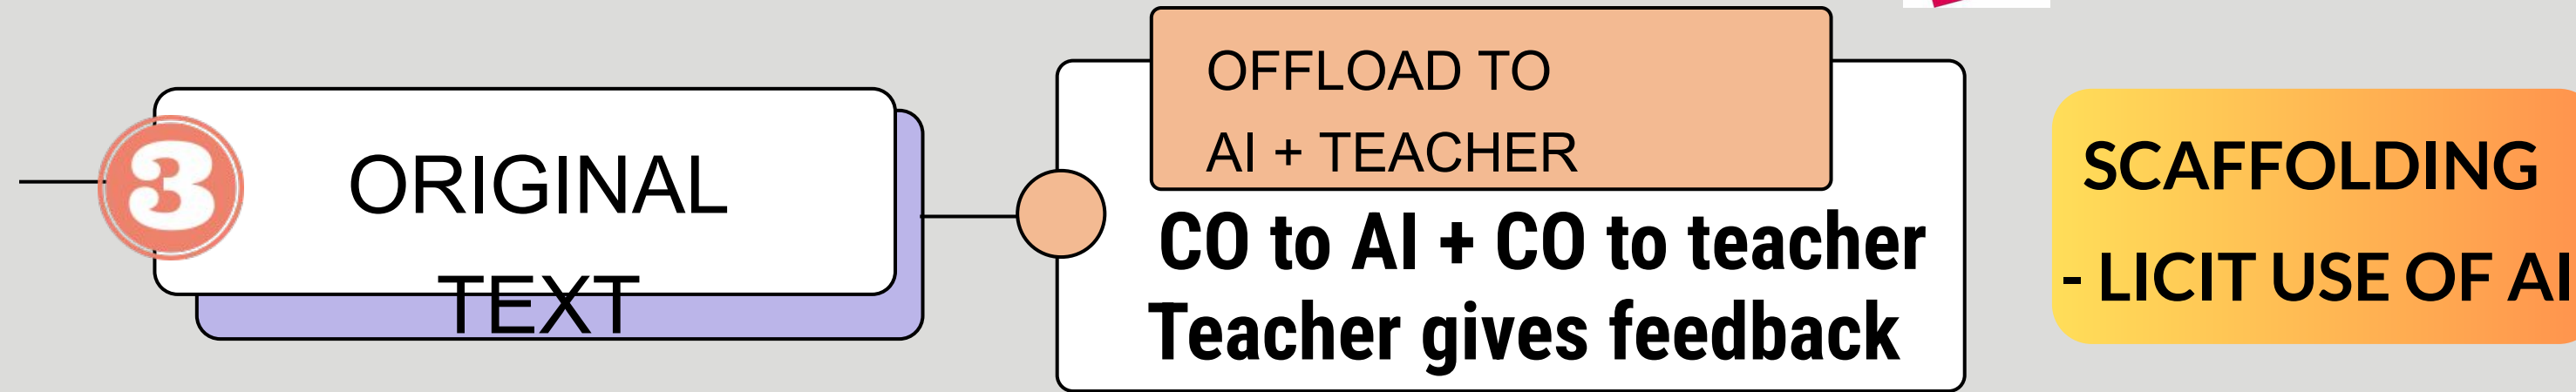 3
ORIGINAL
TEXT
OFFLOAD TO
AI + TEACHER
CO to AI + CO to teacher
Teacher gives feedback
SCAFFOLDING
- LICIT USE OF AI